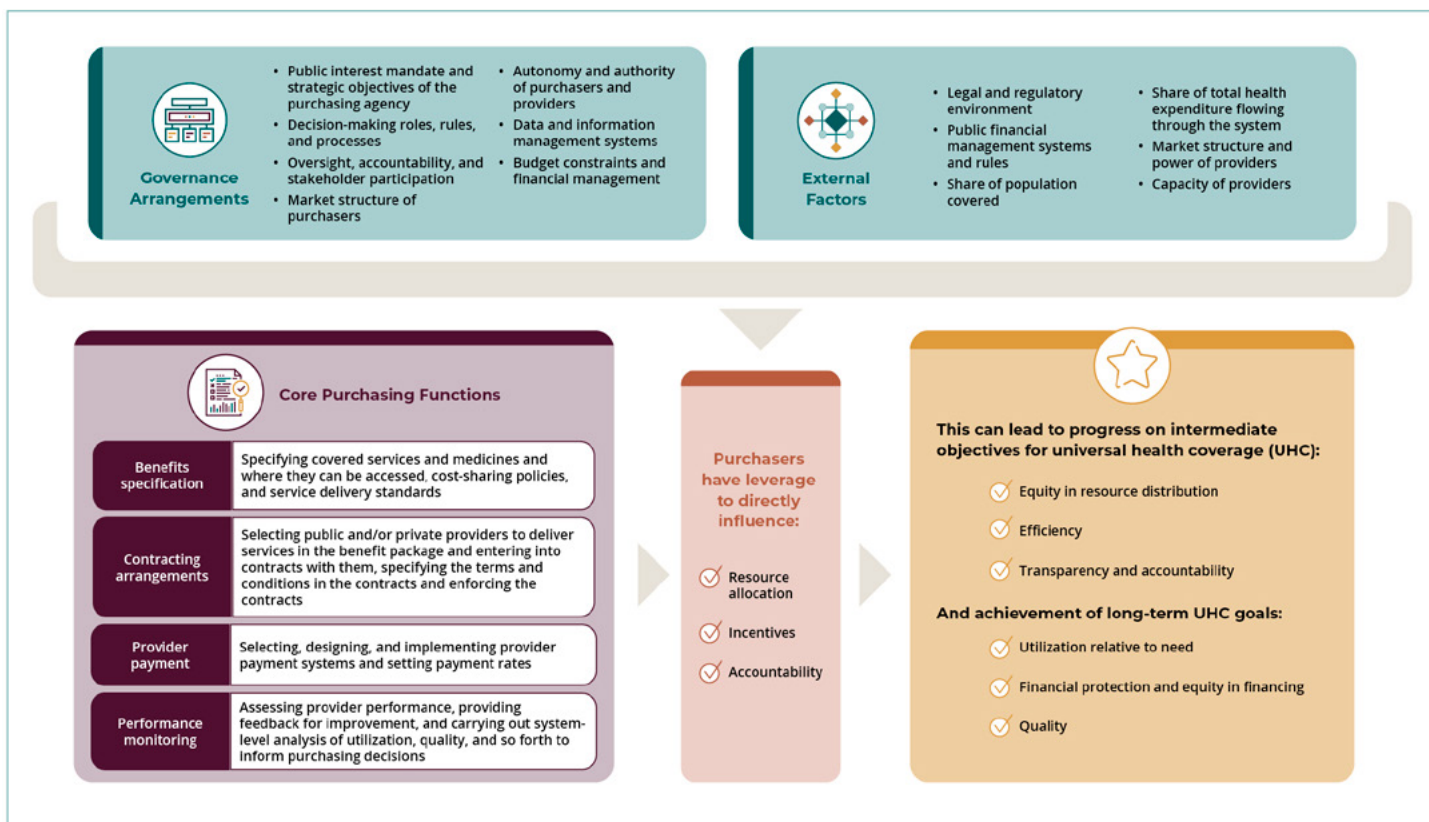 Governance
Arrangements
• Public interest mandate and
strategic objectives of the
purchasing agency
• Decision-making roles, rules,
and processes
• Oversight, accountability, and
stakeholder participation
• Market structure of
purchasers
• Autonomy and authority
of purchasers and
providers
• Data and information
management systems
• Budget constraints and
financial management
External
Factors
• Legal and regulatory
environment
• Public financial
management systems
and rules
• Share of population
covered
• Share of total health
expenditure flowing
through the system
• Market structure and
power of providers
• Capacity of providers
Core Purchasing Functions
Benefits
specification
Specifying covered services and medicines and
where they can be accessed, cost-sharing policies,
and service delivery standards
Contracting
arrangements
Selecting public and/or private providers to deliver
services in the benefit package and entering into
contracts with them, specifying the terms and
conditions in the contracts and enforcing the
contracts
Provider
payment
Selecting, designing, and implementing provider
payment systems and setting payment rates
Performance
monitoring
Assessing provider performance, providing
feedback for improvement, and carrying out system-
level analysis of utilization, quality, and so forth to
inform purchasing decisions
Purchasers
have leverage
to directly
influence:
Resource
allocation
Incentives
Accountability
This can lead to progress on intermediate
objectives for universal health coverage (UHC):
Equity in resource distribution
Efficiency
Transparency and accountability
And achievement of long-term UHC goals:
Utilization relative to need
Financial protection and equity in financing
Quality